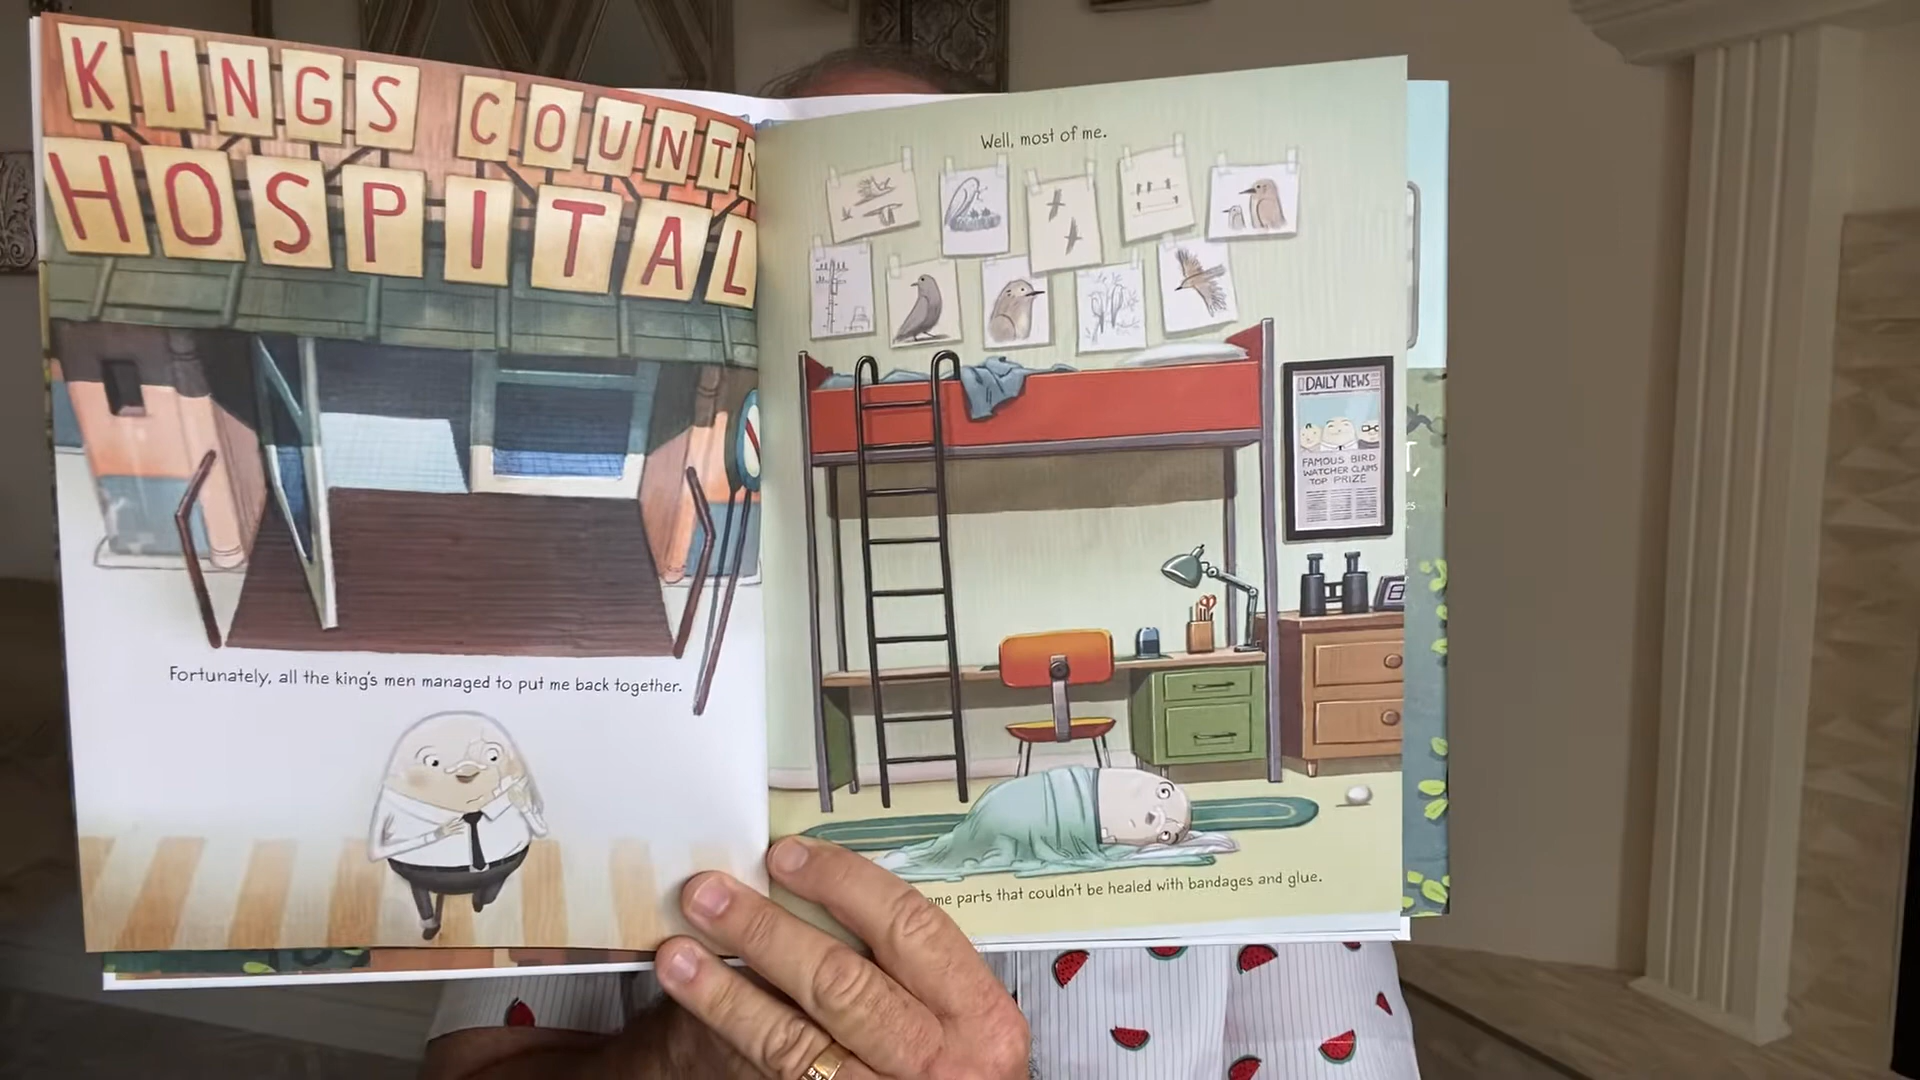 KINGS COUNTY
HOSPITAL
Fortunately, all the king's men managed to put me back together.
Well, most of me.
DAILY NEWS
FAMOUS BIRD
WATCHER CLAIMS
TOP PRIZE
parts that couldn't be healed with bandages and glue.